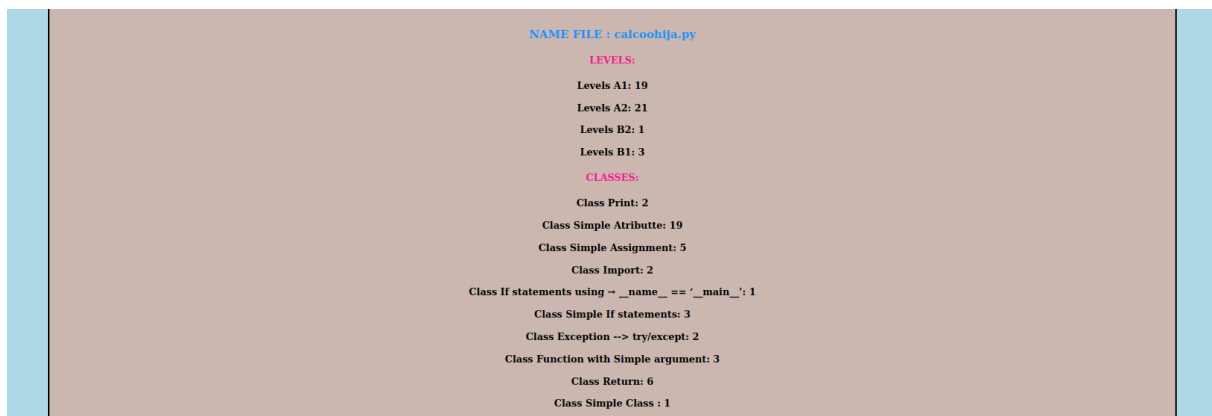 NAME FILE : calcoohija.py
LEVELS:
Levels A1: 19
Levels A2: 21
Levels B2: 1
Levels B1: 3
CLASSES:
Class Print: 2
Class Simple Atributte: 19
Class Simple Assignment: 5
Class Import: 2
Class If statements using → __name__ == ‘__main__’: 1
Class Simple If statements: 3
Class Exception --> try/except: 2
Class Function with Simple argument: 3
Class Return: 6
Class Simple Class : 1